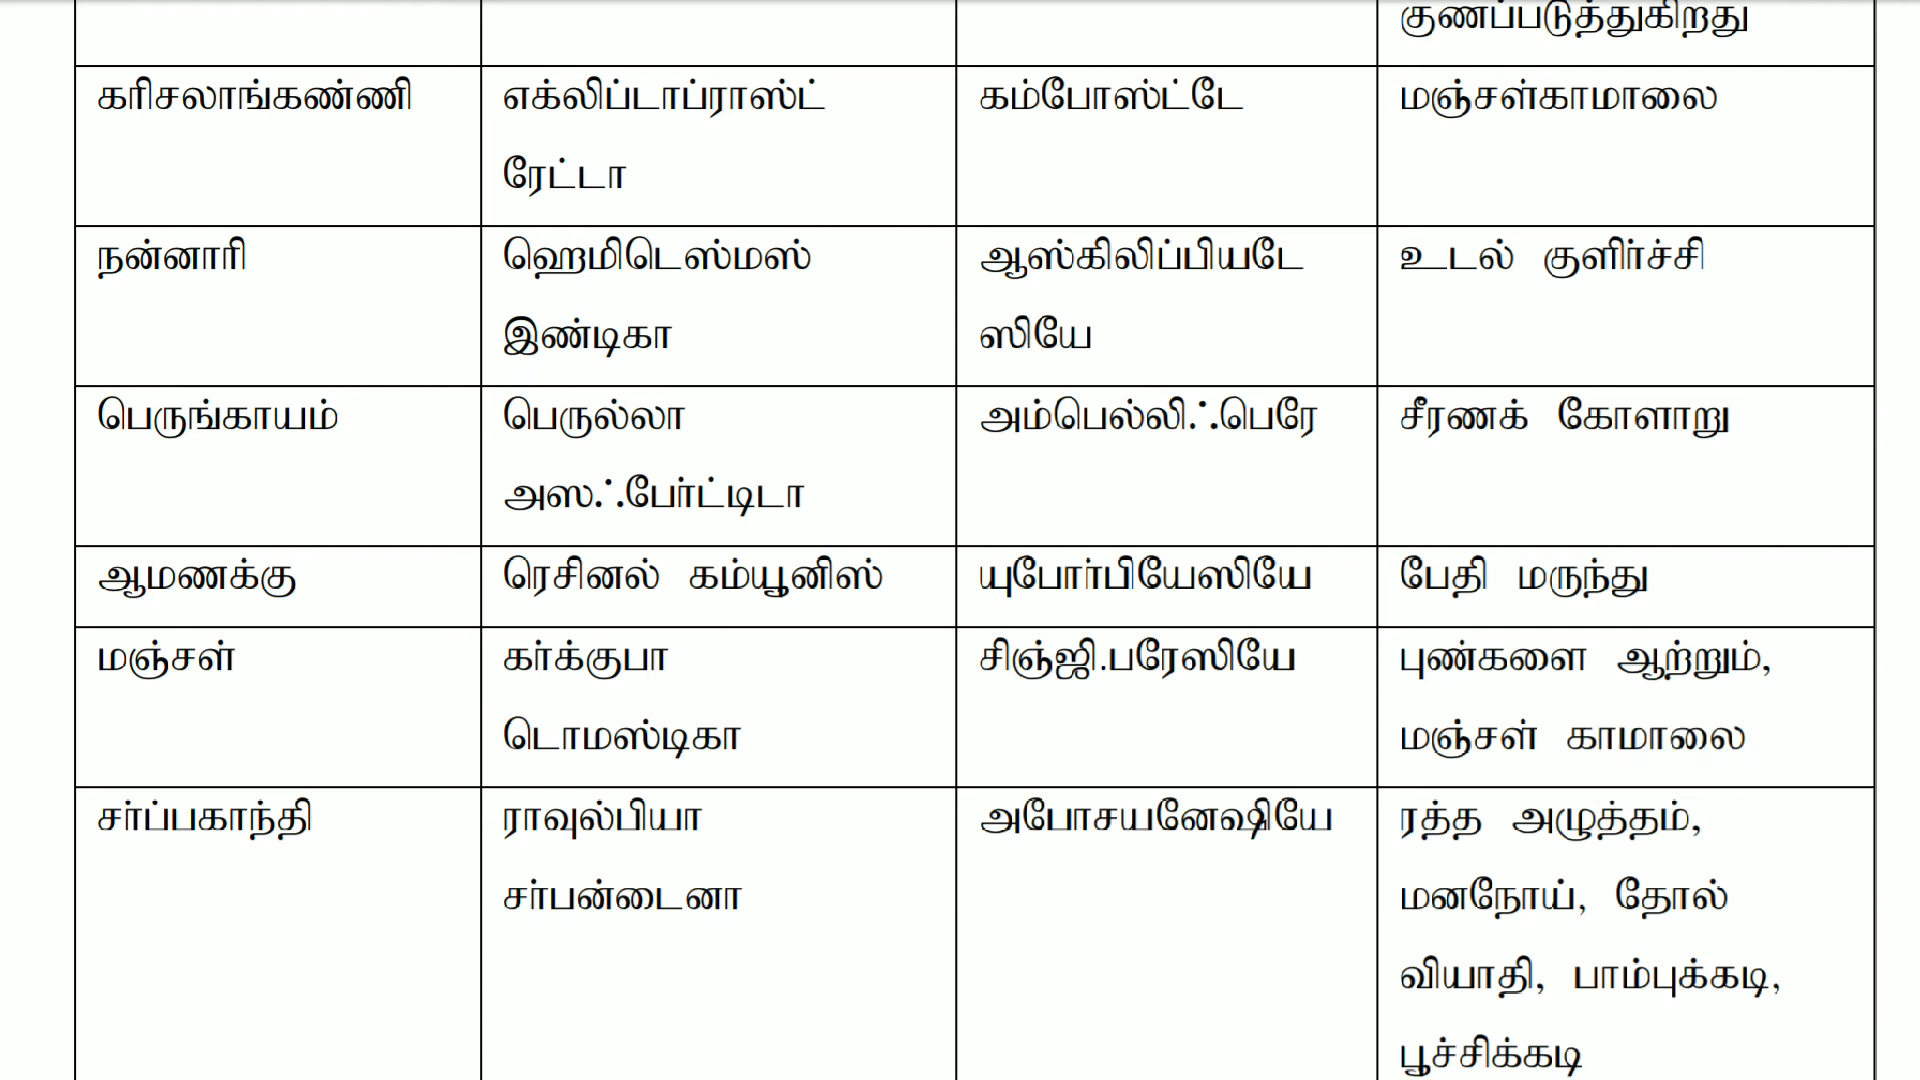 குணப்படுத்துகிறது
கரிசலாங்கண்ணி எக்லிப்டாப்ராஸ்ட் கம்போஸ்ட்டே மஞ்சள்காமாலை
ரேட்டா
நன்னாரி ஹெமிடெஸ்மஸ் ஆஸ்கிலிப்பியடே உடல் குளிர்ச்சி
இண்டிகா ஸியே
பெருங்காயம் பெருல்லா அம்பெல்லிஃபெரே சீரணக் கோளாறு
அஸஃபேர்ட்டிடா
ஆமணக்கு ரெசினல் கம்யூனிஸ் யுபோர்பியேஸியே பேதி மருந்து
மஞ்சள் கர்க்குபா சிஞ்ஜி.பரேஸியே புண்களை ஆற்றும்,
டொமஸ்டிகா மஞ்சள் காமாலை
சர்ப்பகாந்தி ராவுல்பியா அபோசயனேஷியே ரத்த அழுத்தம்,
சர்பன்டைனா மனநோய், தோல்
வியாதி, பாம்புக்கடி,
பூச்சிக்கடி